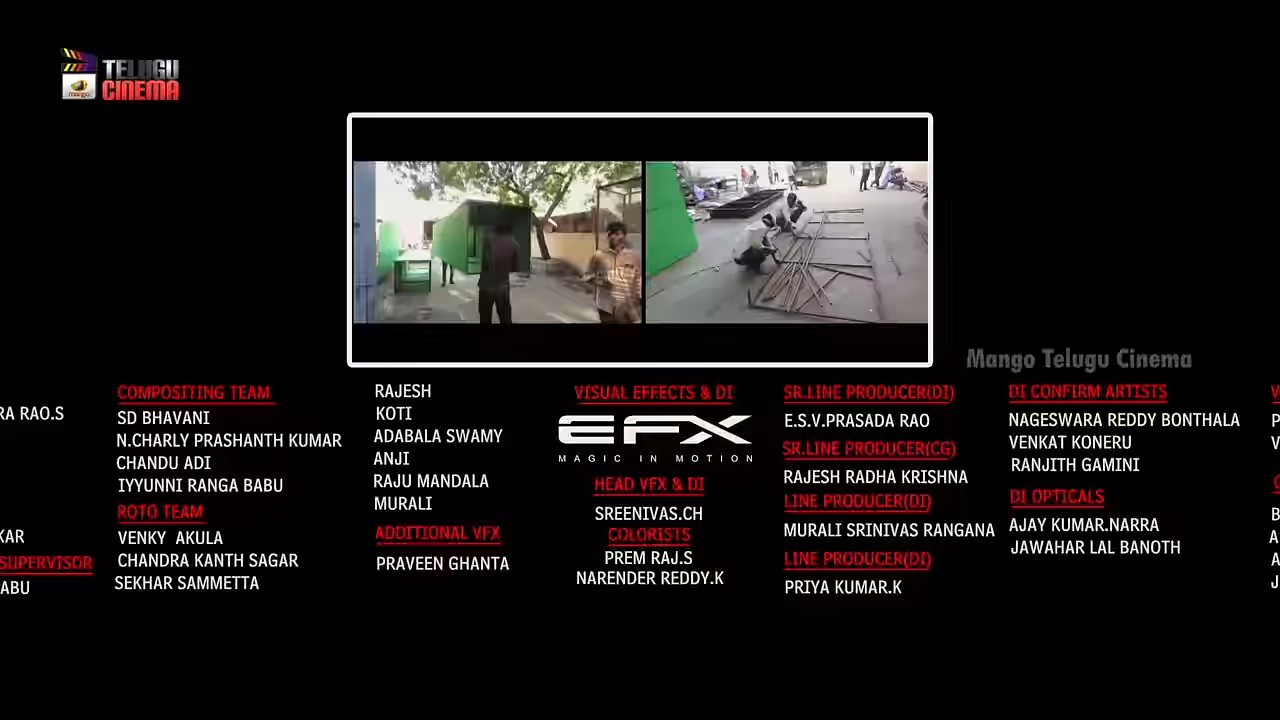 TELUGU
CINEMA
mango
Mango Telugu Cinema
RA RAO.S
KAR
SUPERVISOR
ABU
COMPOSITING TEAM
SD BHAVANI
N.CHARLY PRASHANTH KUMAR
CHANDU ADI
IYYUNNI RANGA BABU
ROTO TEAM
VENKY AKULA
CHANDRA KANTH SAGAR
SEKHAR SAMMETTA
RAJESH
KOTI
ADABALA SWAMY
ANJI
RAJU MANDALA
MURALI
ADDITIONAL VFX
PRAVEEN GHANTA
VISUAL EFFECTS & DI
EFX
MAGIC IN MOTION
HEAD VFX & DI
SREENIVAS.CH
COLORISTS
PREM RAJ.S
NARENDER REDDY.K
SR.LINE PRODUCER(DI)
E.S.V.PRASADA RAO
SR.LINE PRODUCER(CG)
RAJESH RADHA KRISHNA
LINE PRODUCER(DI)
MURALI SRINIVAS RANGANA
LINE PRODUCER(DI)
PRIYA KUMAR.K
DI CONFIRM ARTISTS
NAGESWARA REDDY BONTHALA
VENKAT KONERU
RANJITH GAMINI
DI OPTICALS
AJAY KUMAR.NARRA
JAWAHAR LAL BANOTH